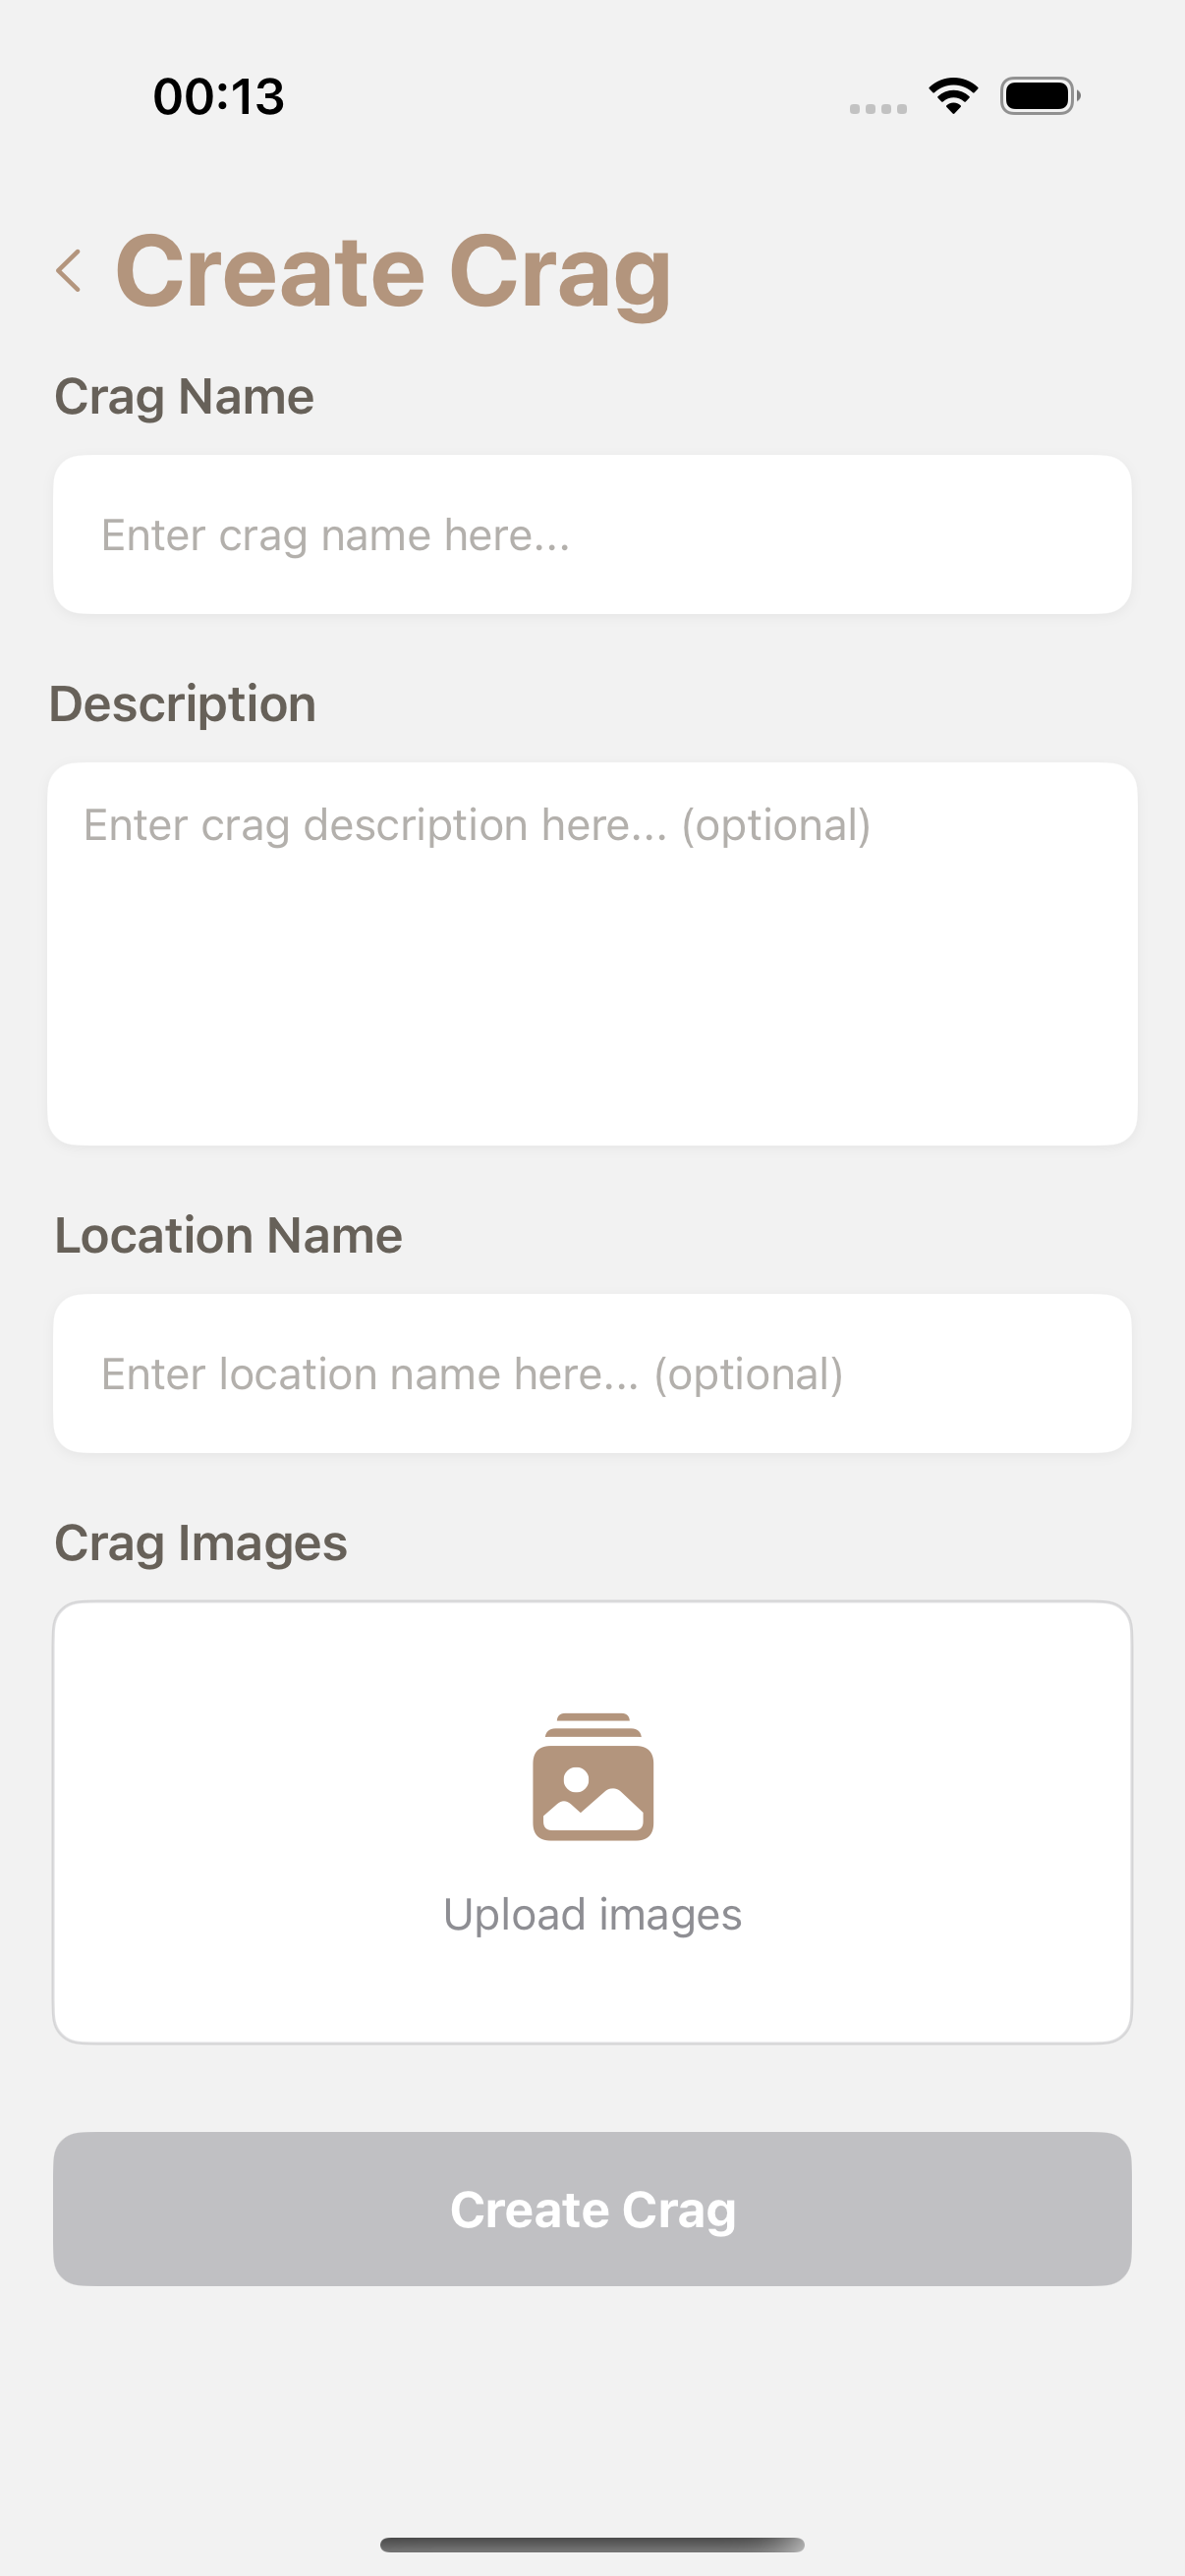 00:13
Create Crag
Crag Name
Enter crag name here...
Description
Enter crag description here... (optional)
Location Name
Enter location name here... (optional)
Crag Images
Upload images
Create Crag